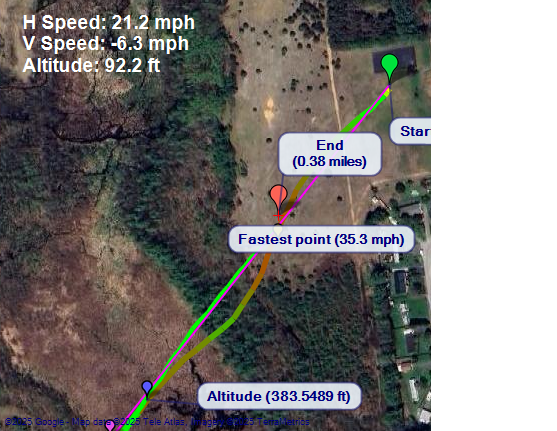 H Speed: 21.2 mph
V Speed: -6.3 mph
Altitude: 92.2 ft
Star
End
(0.38 miles)
Fastest point (35.3 mph)
Altitude (383.5489 ft)
©2025 Google - Map data ©2025 Tele Atlas, Imagery ©2025 TerraMetrics